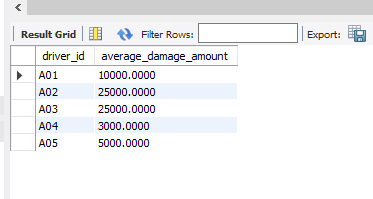 Result Grid Filter Rows: Export:
driver_id average_damage_amount
A01 10000.0000
A02 25000.0000
A03 25000.0000
A04 3000.0000
A05 5000.0000